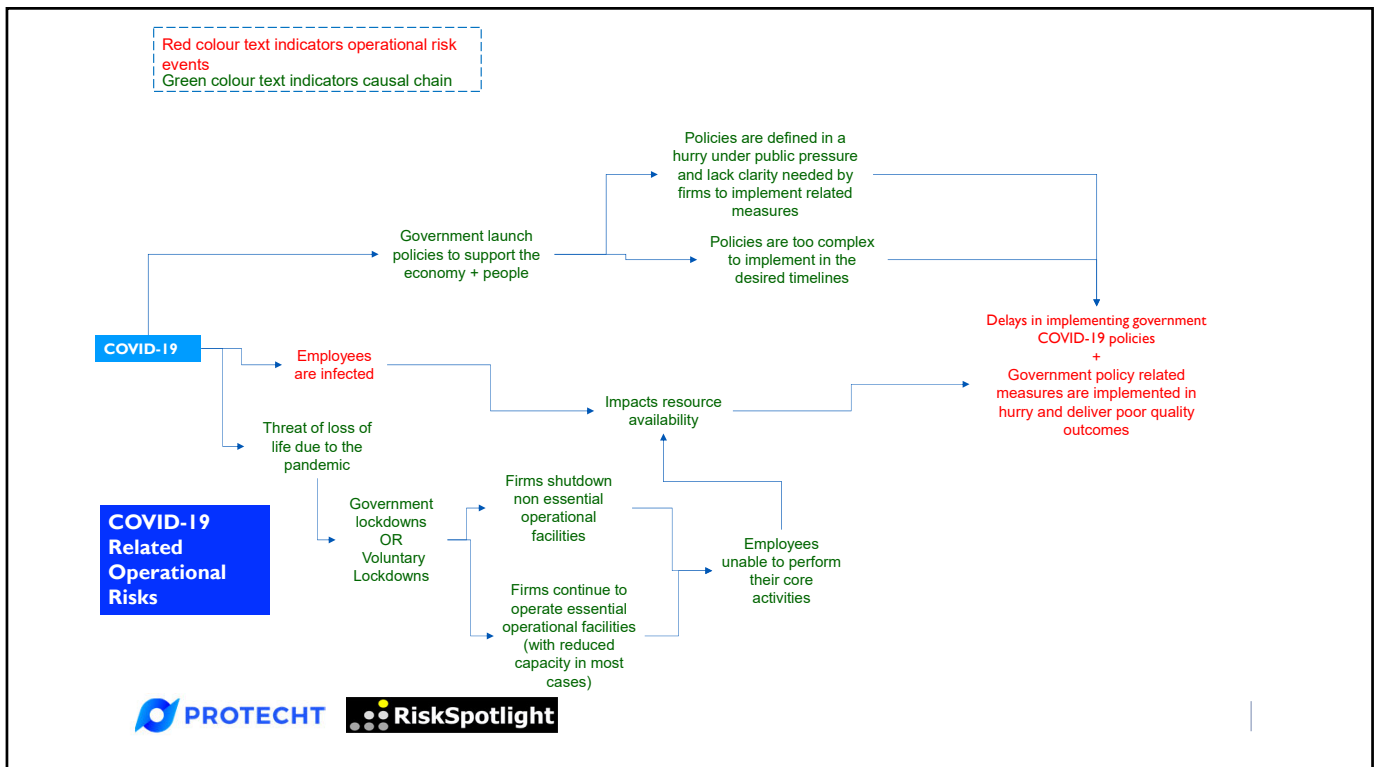 Red colour text indicators operational risk
events
Green colour text indicators causal chain
Policies are defined in a
hurry under public pressure
and lack clarity needed by
firms to implement related
measures
Government launch
policies to support the
economy + people
Policies are too complex
to implement in the
desired timelines
Delays in implementing government
COVID-19 policies
+
Government policy related
measures are implemented in
hurry and deliver poor quality
outcomes
COVID-19
Employees
are infected
Impacts resource
availability
Threat of loss of
life due to the
pandemic
Government
lockdowns
OR
Voluntary
Lockdowns
Firms shutdown
non essential
operational
facilities
Employees
unable to perform
their core
activities
Firms continue to
operate essential
operational facilities
(with reduced
capacity in most
cases)
COVID-19
Related
Operational
Risks
PROTECHT
RiskSpotlight